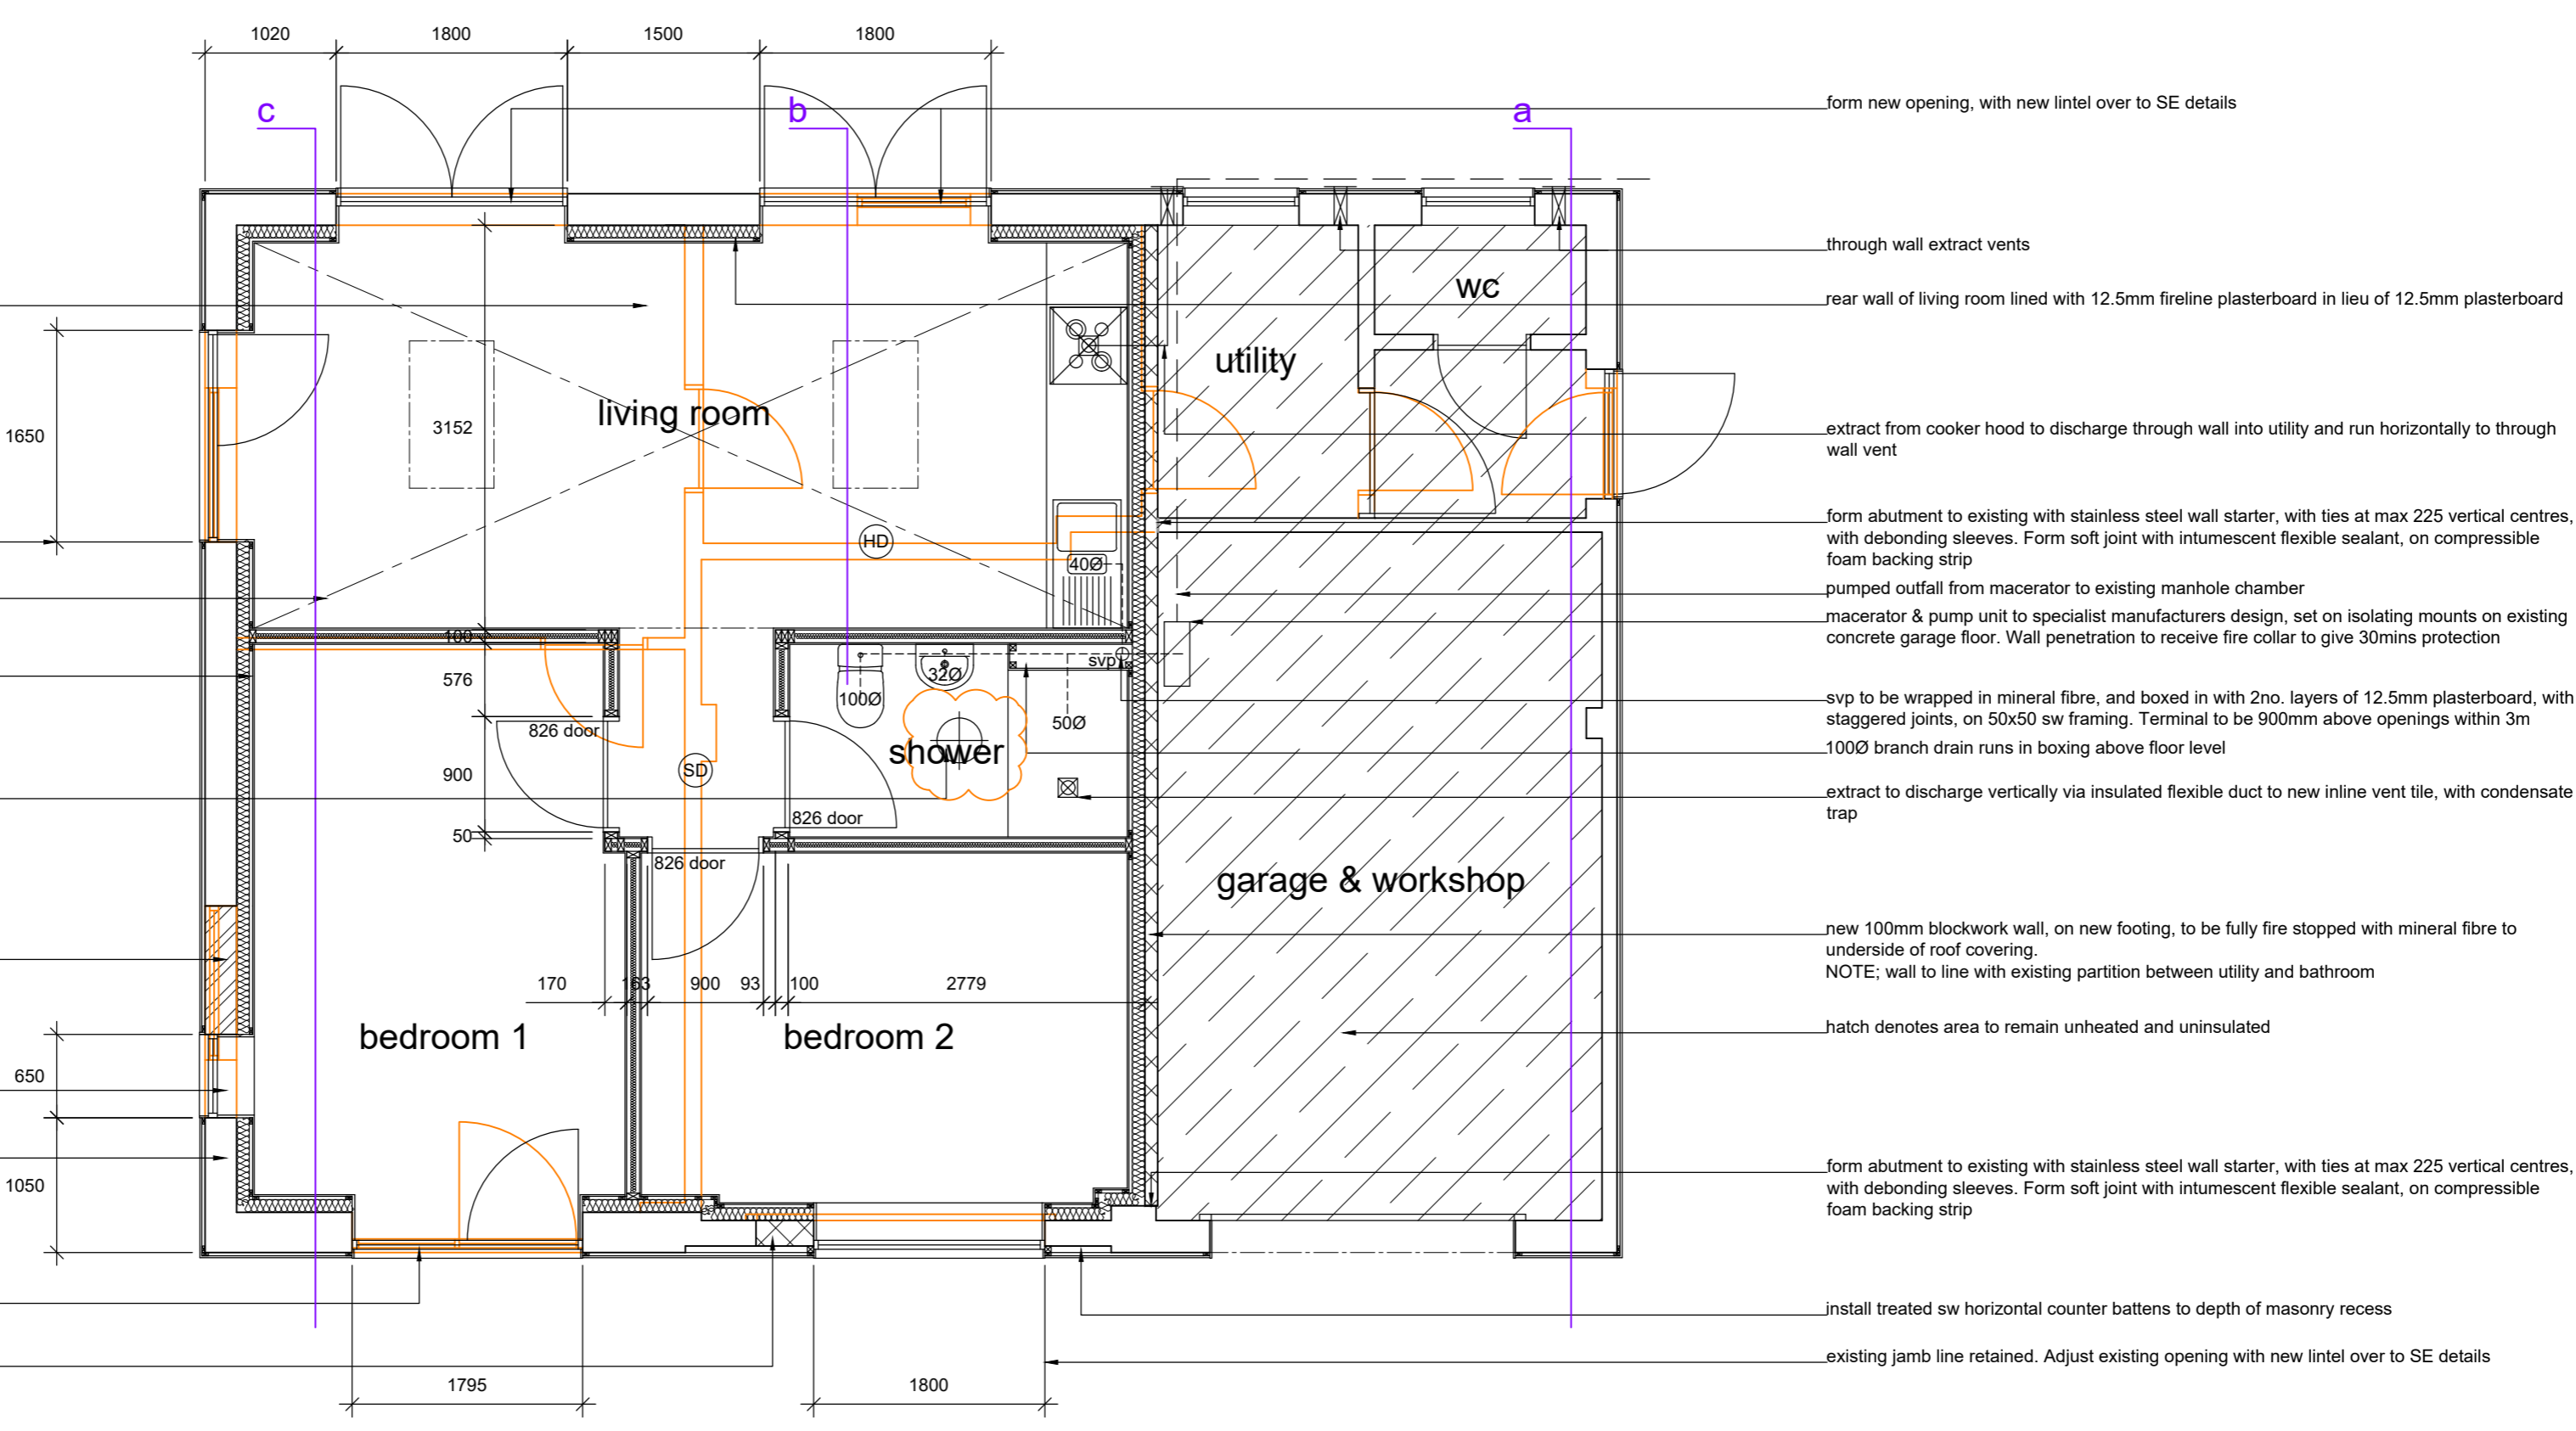 1020
1800
1500
1800
c
b
a
form new opening, with new lintel over to SE details
through wall extract vents
wc
rear wall of living room lined with 12.5mm fireline plasterboard in lieu of 12.5mm plasterboard
utility
living room
3152
1650
extract from cooker hood to discharge through wall into utility and run horizontally to through
wall vent
form abutment to existing with stainless steel wall starter, with ties at max 225 vertical centres,
with debonding sleeves. Form soft joint with intumescent flexible sealant, on compressible
foam backing strip
HD
40Ø
pumped outfall from macerator to existing manhole chamber
macerator & pump unit to specialist manufacturers design, set on isolating mounts on existing
concrete garage floor. Wall penetration to receive fire collar to give 30mins protection
100
svp
576
32Ø
100Ø
50Ø
svp to be wrapped in mineral fibre, and boxed in with 2no. layers of 12.5mm plasterboard, with
staggered joints, on 50x50 sw framing. Terminal to be 900mm above openings within 3m
826 door
shower
100Ø branch drain runs in boxing above floor level
900
SD
extract to discharge vertically via insulated flexible duct to new inline vent tile, with condensate
trap
826 door
50
826 door
garage & workshop
new 100mm blockwork wall, on new footing, to be fully fire stopped with mineral fibre to
underside of roof covering.
NOTE; wall to line with existing partition between utility and bathroom
170
163
900
93
100
2779
hatch denotes area to remain unheated and uninsulated
bedroom 1
bedroom 2
650
form abutment to existing with stainless steel wall starter, with ties at max 225 vertical centres,
with debonding sleeves. Form soft joint with intumescent flexible sealant, on compressible
foam backing strip
1050
install treated sw horizontal counter battens to depth of masonry recess
existing jamb line retained. Adjust existing opening with new lintel over to SE details
1795
1800